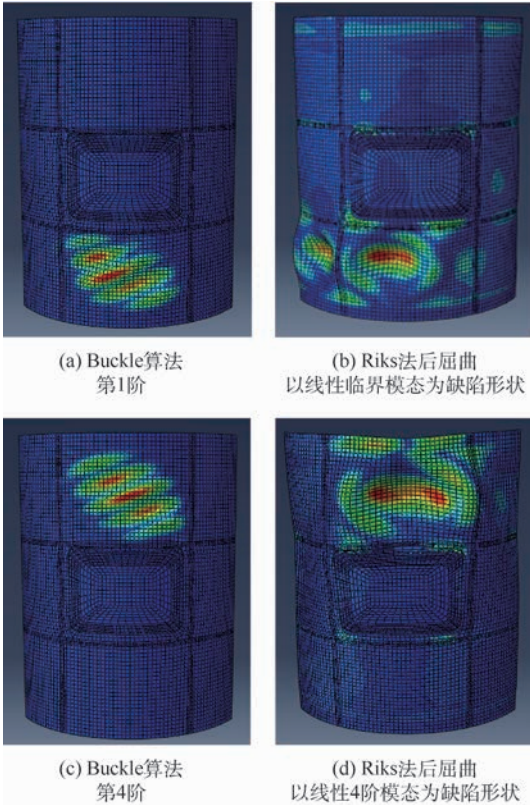 (a) Buckle算法
第1阶
(b) Riks法后屈曲
以线性临界模态为缺陷形状
(c) Buckle算法
第4阶
(d) Riks法后屈曲
以线性4阶模态为缺陷形状